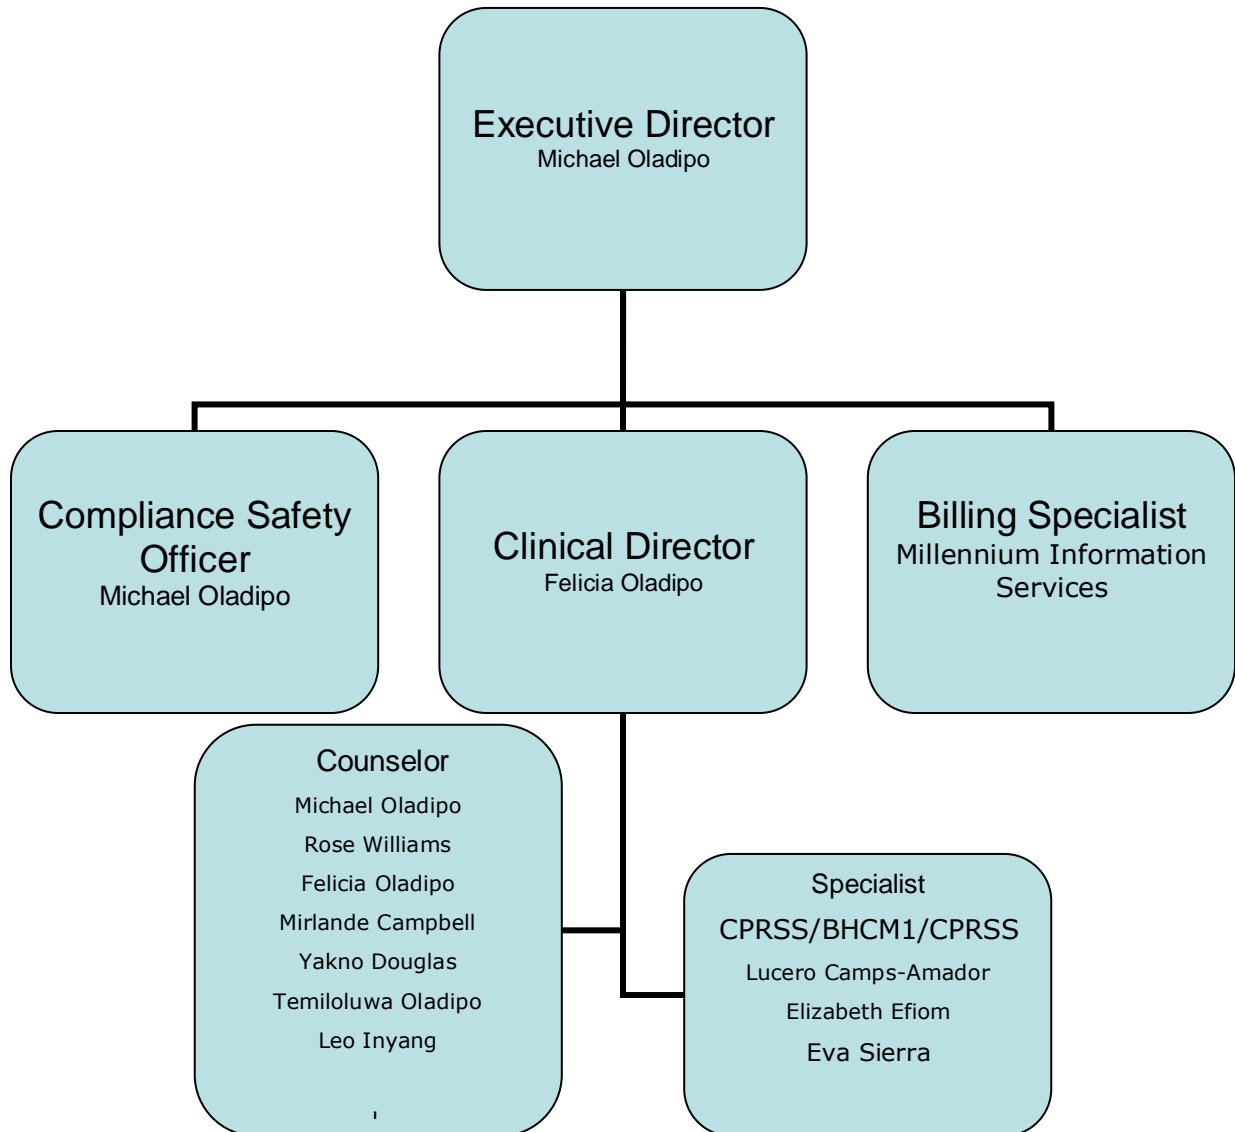 Executive Director
Michael Oladipo
Compliance Safety
Officer
Michael Oladipo
Clinical Director
Felicia Oladipo
Billing Specialist
Millennium Information
Services
Counselor
Michael Oladipo
Rose Williams
Felicia Oladipo
Mirlande Campbell
Yakno Douglas
Temiloluwa Oladipo
Leo Inyang
Specialist
CPRSS/BHCM1/CPRSS
Lucero Camps-Amador
Elizabeth Efiom
Eva Sierra